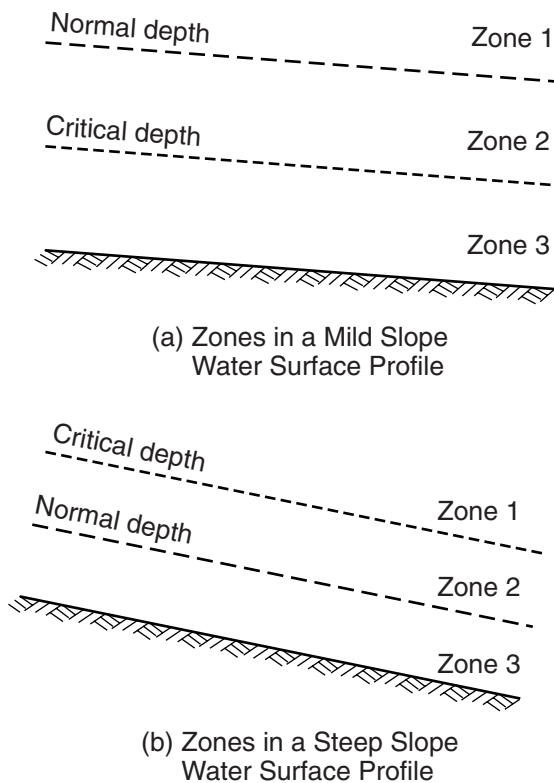 Normal depth
Zone 1
Critical depth
Zone 2
Zone 3
(a) Zones in a Mild Slope
Water Surface Profile
Critical depth
Zone 1
Normal depth
Zone 2
Zone 3
(b) Zones in a Steep Slope
Water Surface Profile